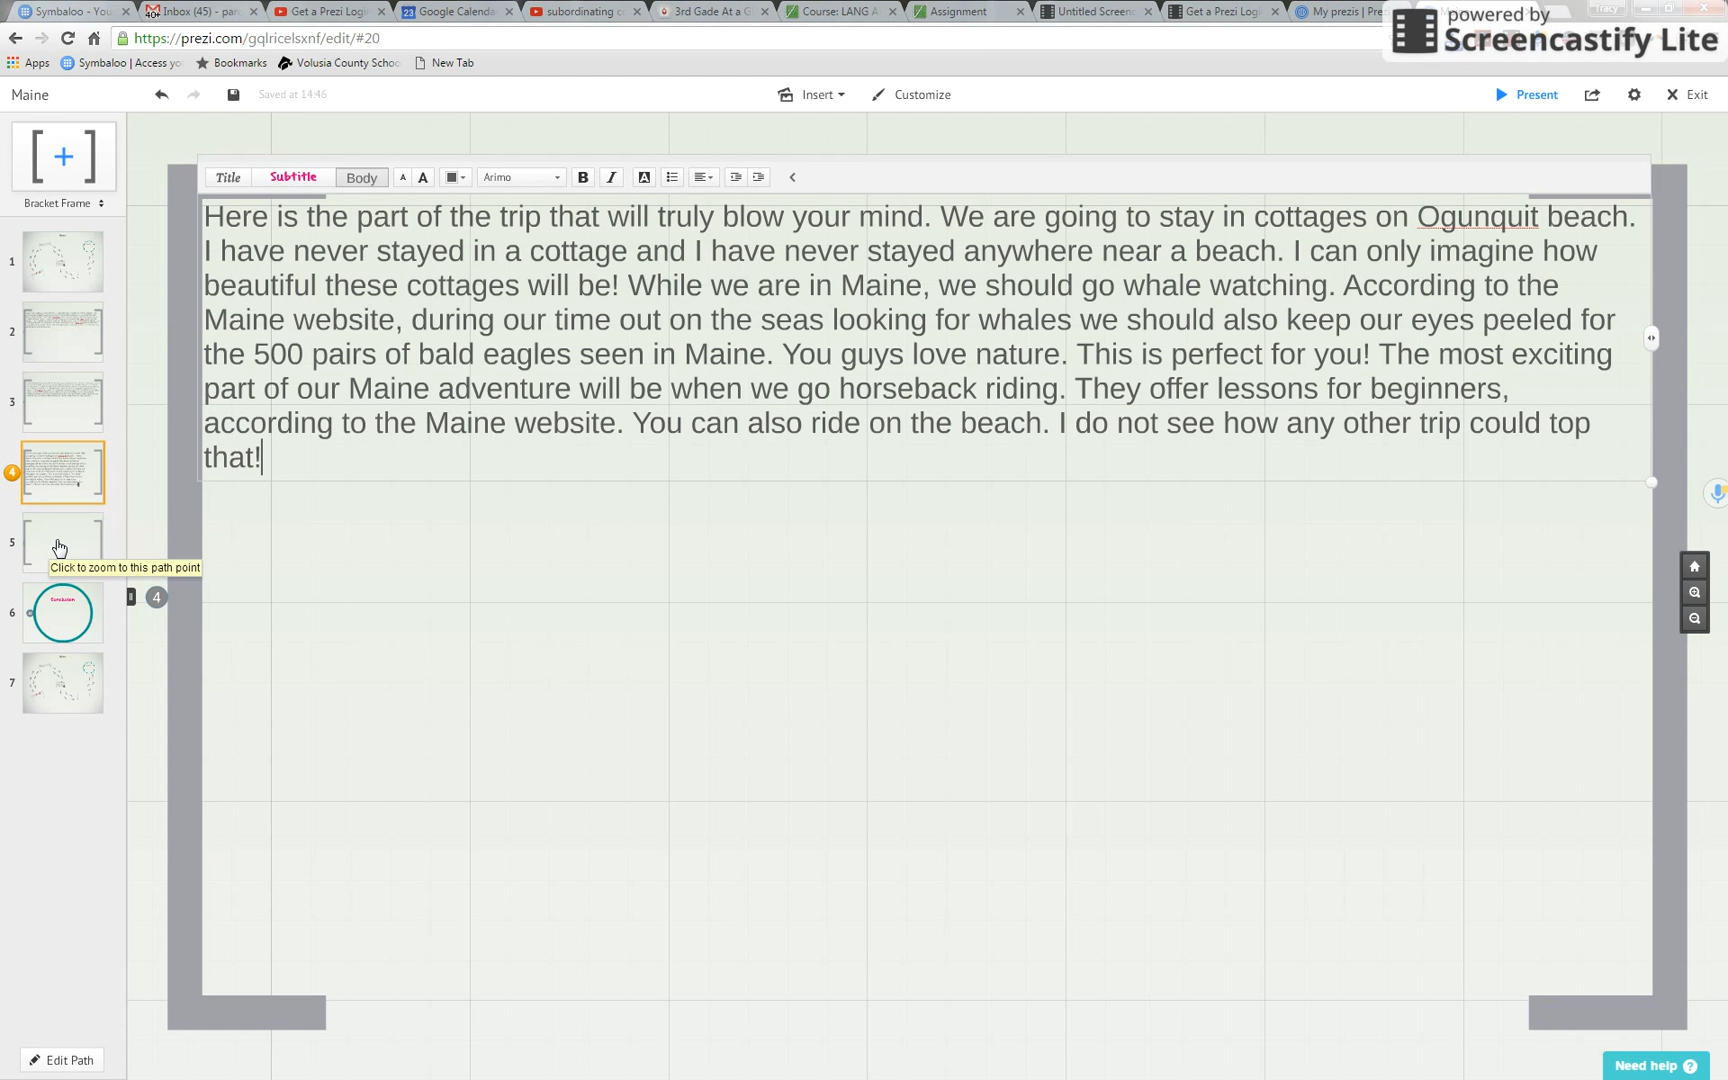 Symbaloo - You
Inbox (45) - par
Get a Prezi Logi
Google Calenda
subordinating co
3rd Gade At a G
Course: LANG A
Assignment
Untitled Screenc
Get a Prezi Logi
My prezis | Prez
Tracy
powered by
Screencastify Lite
https://prezi.com/gqlricelsxnf/edit/#20
Apps
Symbaloo | Access yo
Bookmarks
Volusia County Schoo
New Tab
Maine
Saved at 14:46
Insert
Customize
Present
Exit
Bracket Frame
Title
Subtitle
Body
A
A
Arimo
B
I
A
Here is the part of the trip that will truly blow your mind. We are going to stay in cottages on Ogunquit beach.
I have never stayed in a cottage and I have never stayed anywhere near a beach. I can only imagine how
beautiful these cottages will be! While we are in Maine, we should go whale watching. According to the
Maine website, during our time out on the seas looking for whales we should also keep our eyes peeled for
the 500 pairs of bald eagles seen in Maine. You guys love nature. This is perfect for you! The most exciting
part of our Maine adventure will be when we go horseback riding. They offer lessons for beginners,
according to the Maine website. You can also ride on the beach. I do not see how any other trip could top
that!
1
2
3
4
5
Click to zoom to this path point
4
6
Conclusion
7
Edit Path
Need help ?